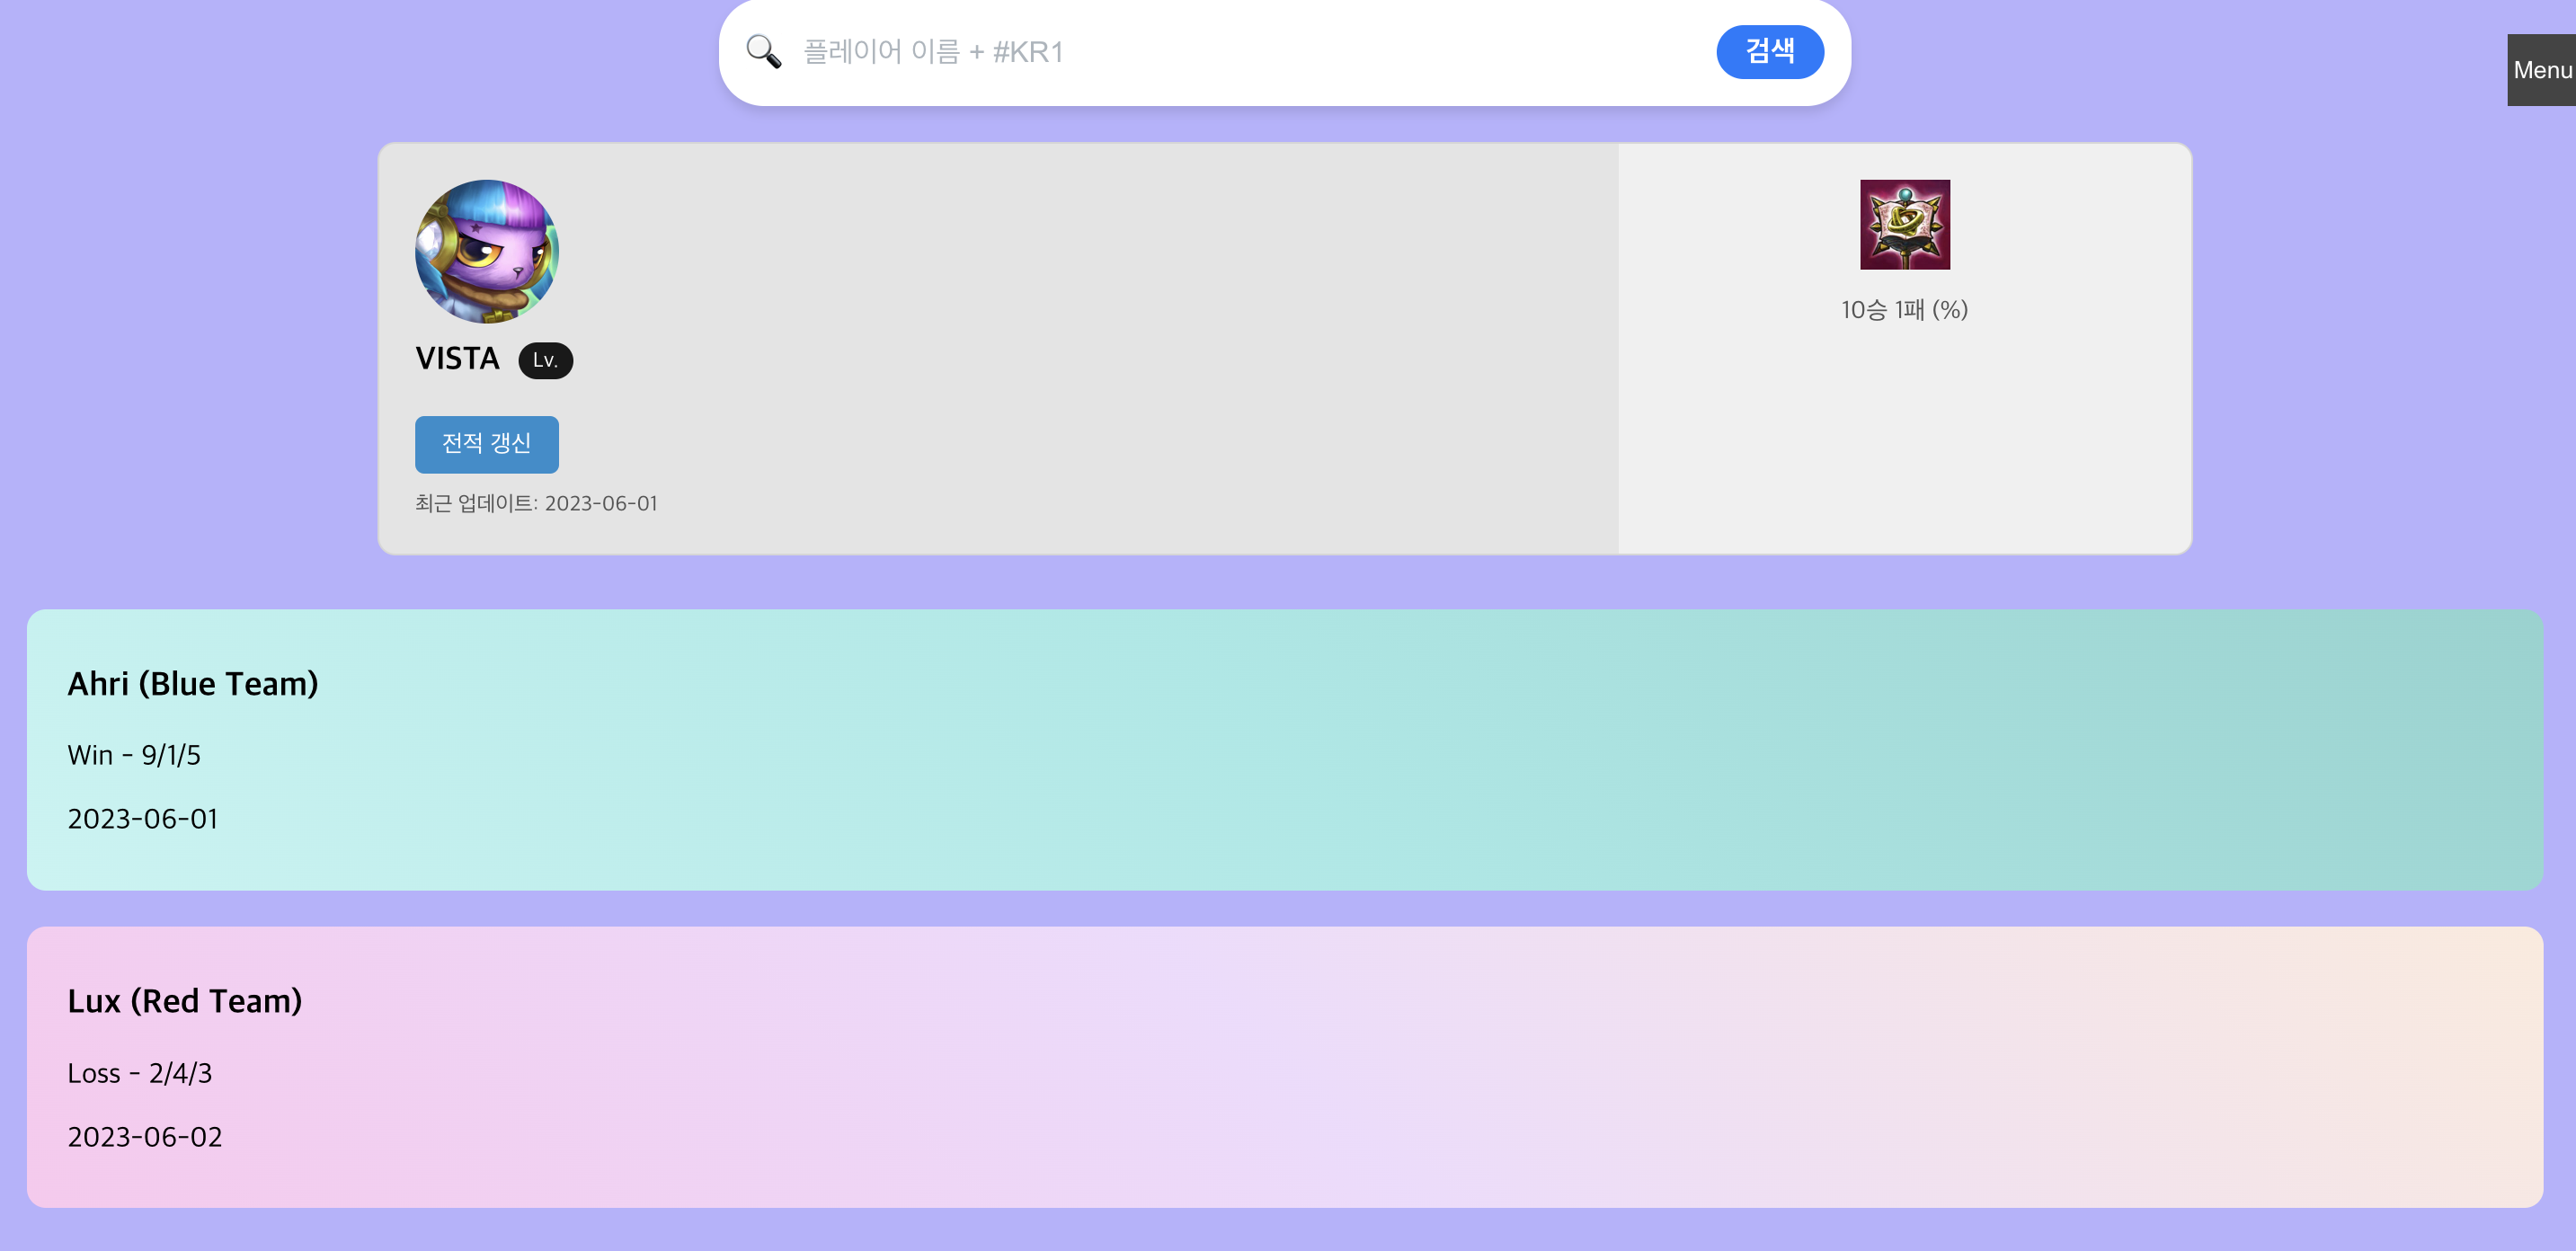 플레이어 이름 + #KR1
검색
Menu
VISTA Lv.
전적 갱신
최근 업데이트: 2023-06-01
10승 1패 (%)
Ahri (Blue Team)
Win - 9/1/5
2023-06-01
Lux (Red Team)
Loss - 2/4/3
2023-06-02